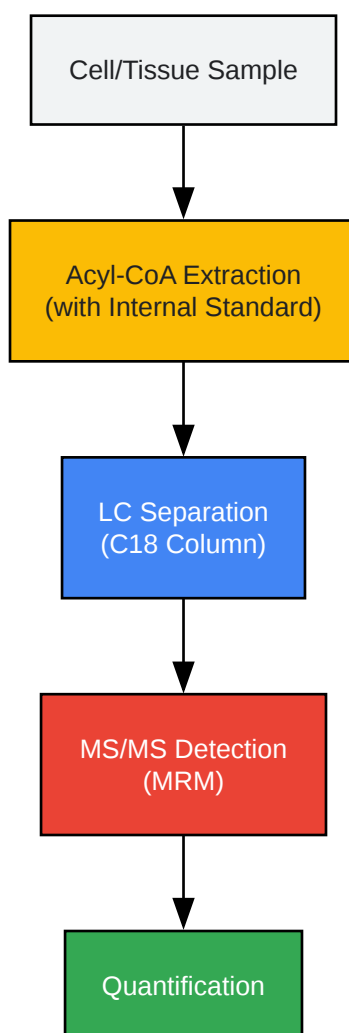 Cell/Tissue Sample
Acyl-CoA Extraction
(with Internal Standard)
LC Separation
(C18 Column)
MS/MS Detection
(MRM)
Quantification